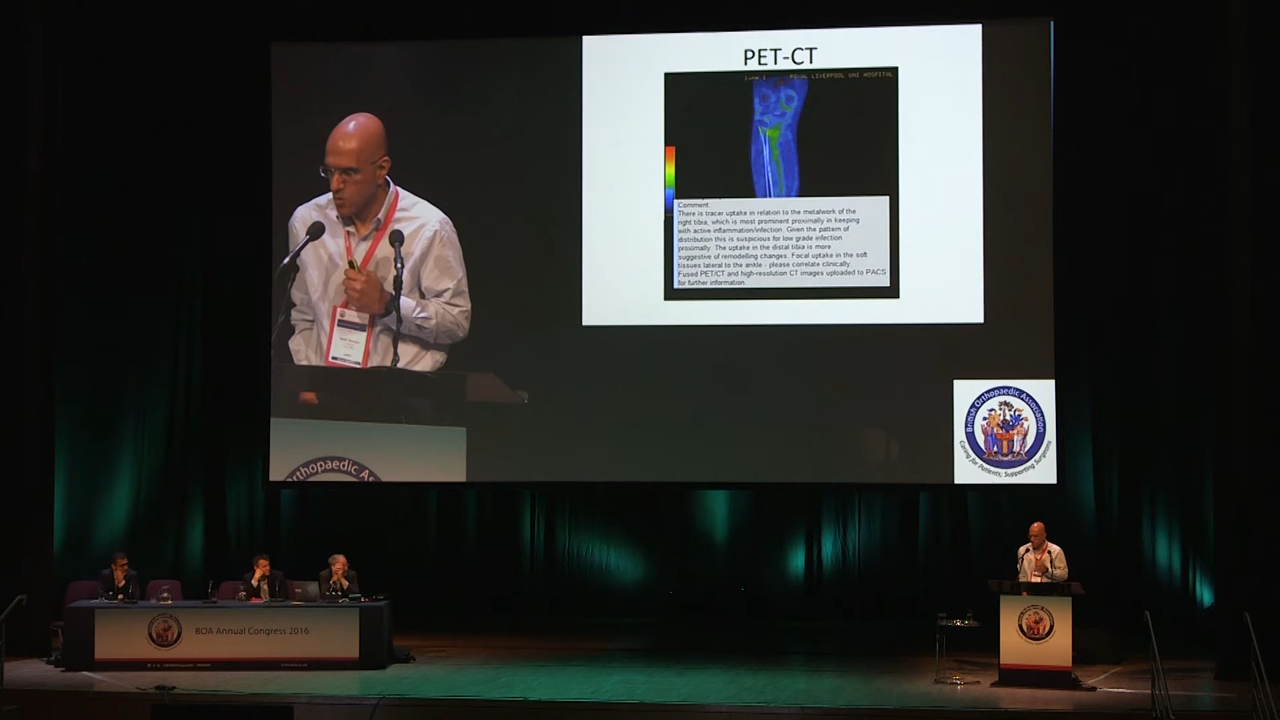 PET-CT
ROYAL LIVERPOOL UNI HOSPITAL
Comment:
There is tracer uptake in relation to the metalwork of the
right tibia, which is most prominent proximally in keeping
with active inflammation/infection. Given the pattern of
distribution this is suspicious for low grade infection
proximally. The uptake in the distal tibia is more
suggestive of remodelling changes. Focal uptake in the soft
tissues lateral to the ankle - please correlate clinically.
Fused PET/CT and high-resolution CT images uploaded to PACS
for further information.
British Orthopaedic Association
Caring for Patients; Supporting Surgeons
rthopaedic As
BOA Annual Congress 2016